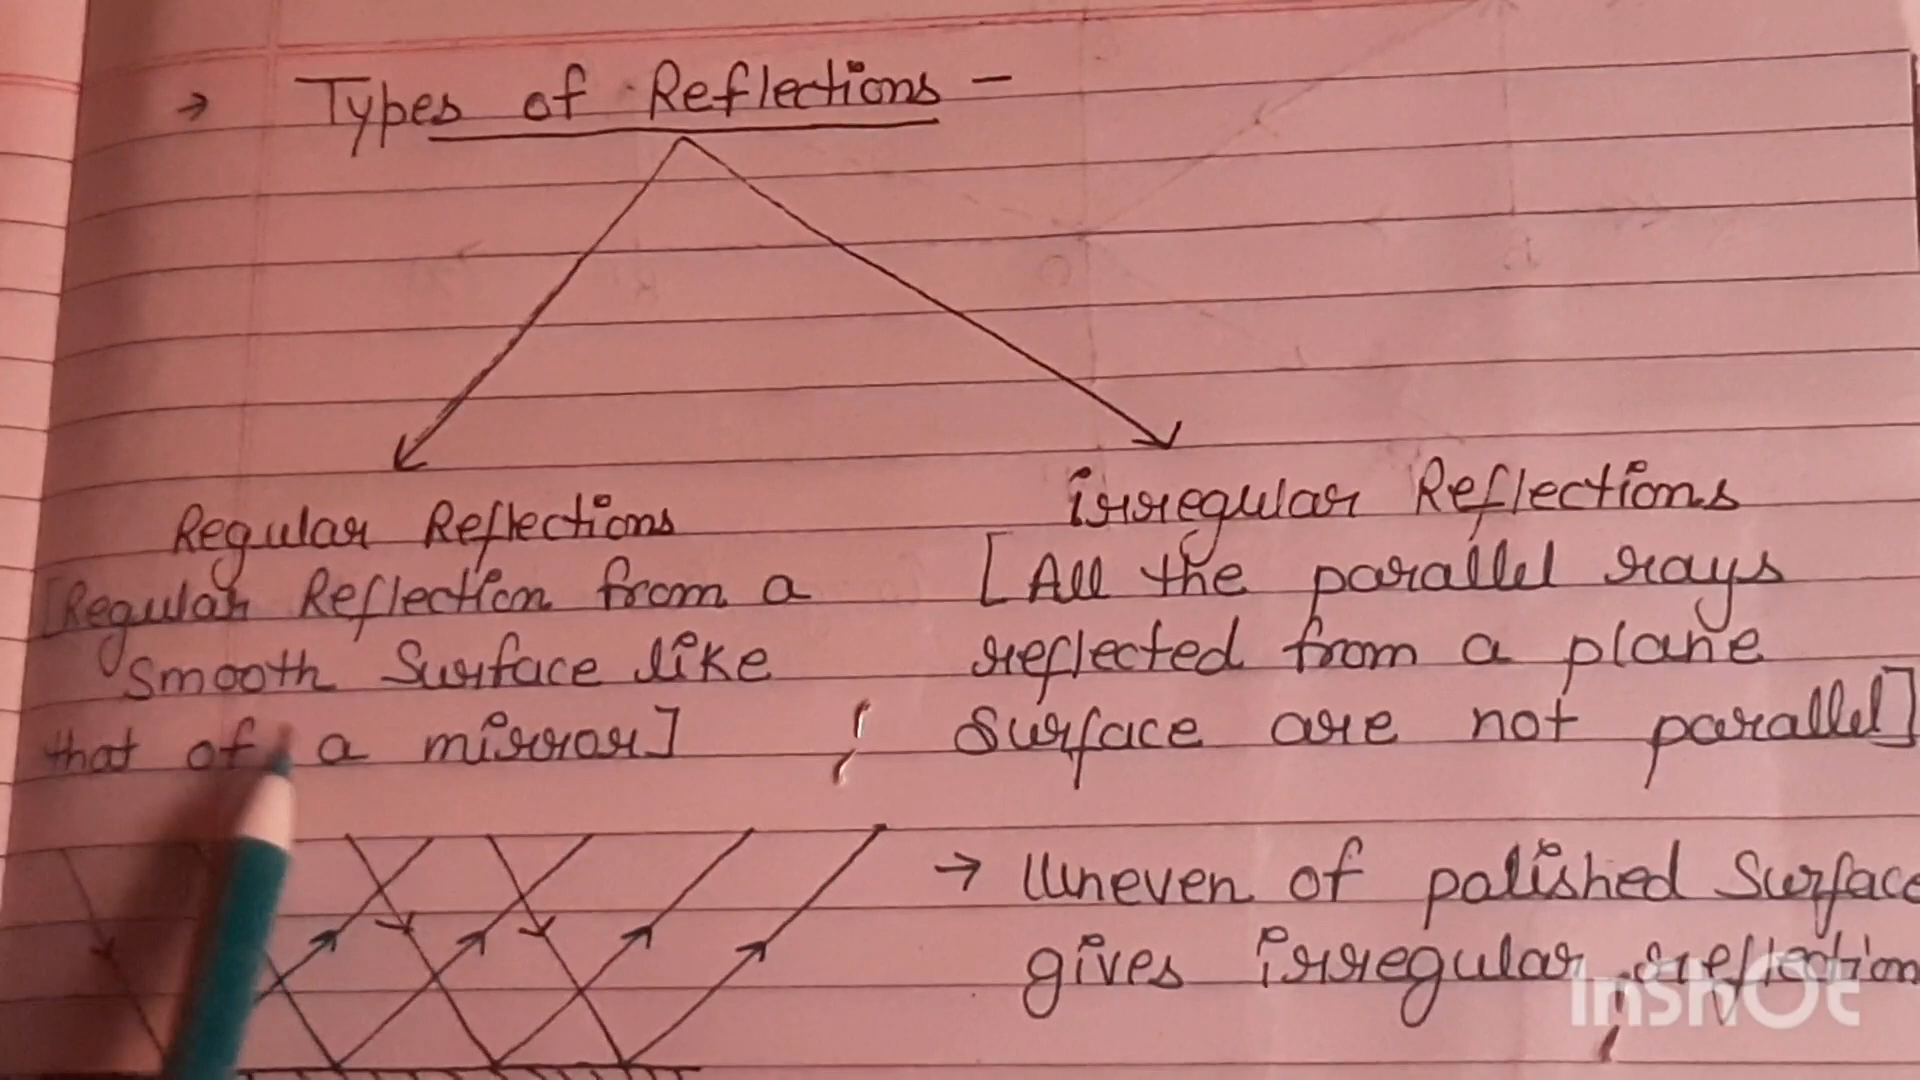 → Types of Reflections -
Regular Reflections
[Regular Reflection from a
Smooth Surface like
that of a mirror]
irregular Reflections
[All the parallel rays
reflected from a plane
Surface are not parallel]
→ Uneven of polished Surface
gives irregular reflection
InShOt